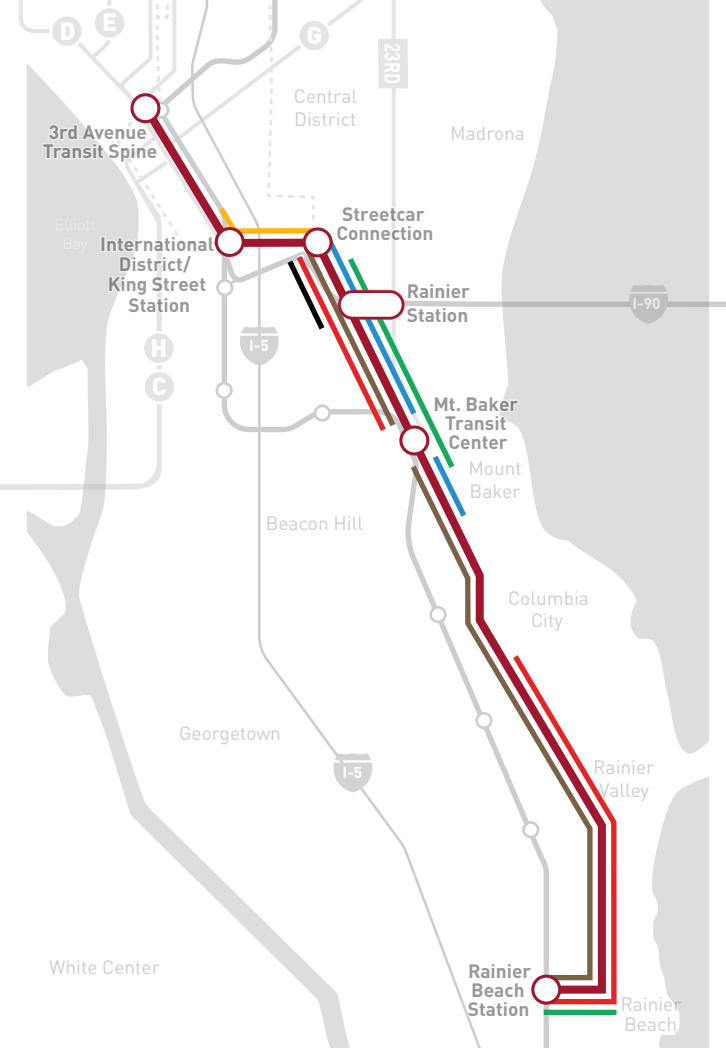 D
E
G
23RD
Central
District
Madrona
3rd Avenue
Transit Spine
Elliott
Bay
Streetcar
Connection
International
District/
King Street
Station
Rainier
Station
I-90
H
I-5
C
Mt. Baker
Transit
Center
Mount
Baker
Beacon Hill
Columbia
City
Georgetown
I-5
Rainier
Valley
White Center
Rainier
Beach
Station
Rainier
Beach